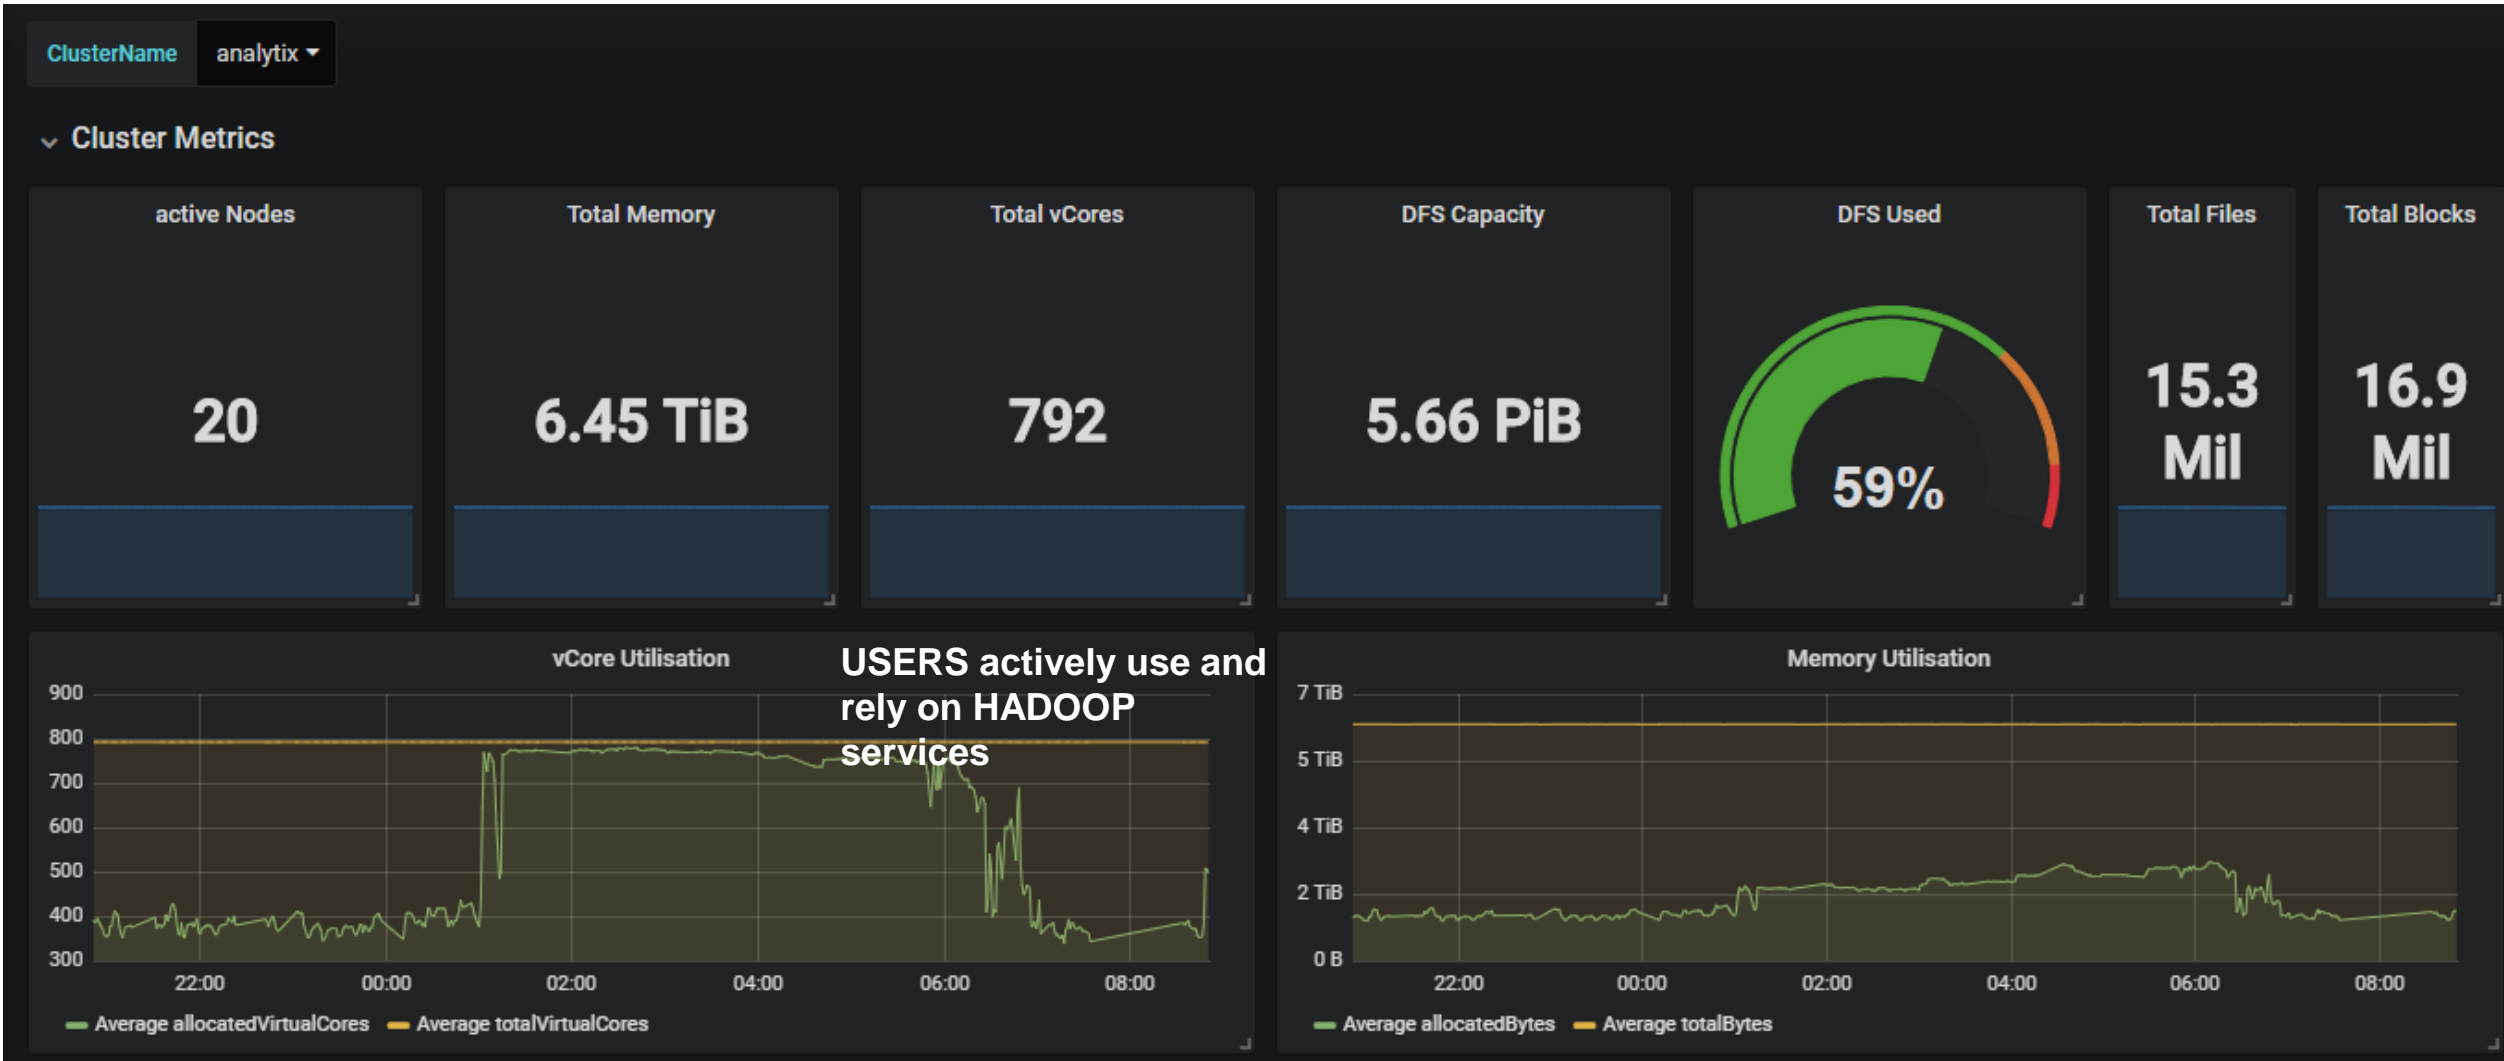 ClusterName analytix
Cluster Metrics
active Nodes
20
Total Memory
6.45 TiB
Total vCores
792
DFS Capacity
5.66 PiB
DFS Used
59%
Total Files
15.3
Mil
Total Blocks
16.9
Mil
vCore Utilisation
USERS actively use and
rely on HADOOP
services
900
800
700
600
500
400
300
22:00 00:00 02:00 04:00 06:00 08:00
Average allocatedVirtualCores Average totalVirtualCores
Memory Utilisation
7 TiB
5 TiB
4 TiB
2 TiB
0 B
22:00 00:00 02:00 04:00 06:00 08:00
Average allocatedBytes Average totalBytes